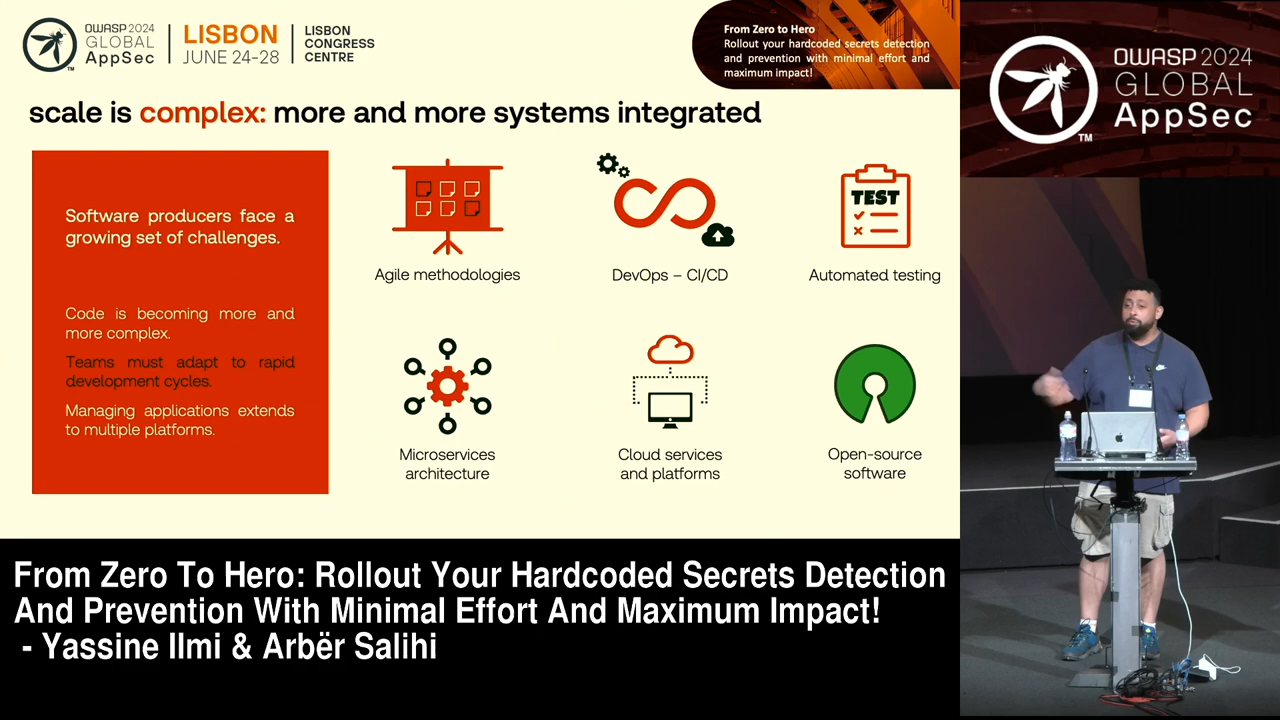 OWASP 2024
GLOBAL
AppSec
TM
LISBON
JUNE 24-28
LISBON
CONGRESS
CENTRE
From Zero to Hero
Rollout your hardcoded secrets detection
and prevention with minimal effort and
maximum impact!
OWASP 2024
GLOBAL
AppSec
TM
scale is complex: more and more systems integrated
Software producers face a
growing set of challenges.
Code is becoming more and
more complex.
Teams must adapt to rapid
development cycles.
Managing applications extends
to multiple platforms.
Agile methodologies
DevOps – CI/CD
TEST
Automated testing
Microservices
architecture
Cloud services
and platforms
Open-source
software
From Zero To Hero: Rollout Your Hardcoded Secrets Detection
And Prevention With Minimal Effort And Maximum Impact!
- Yassine Ilmi & Arbër Salihi